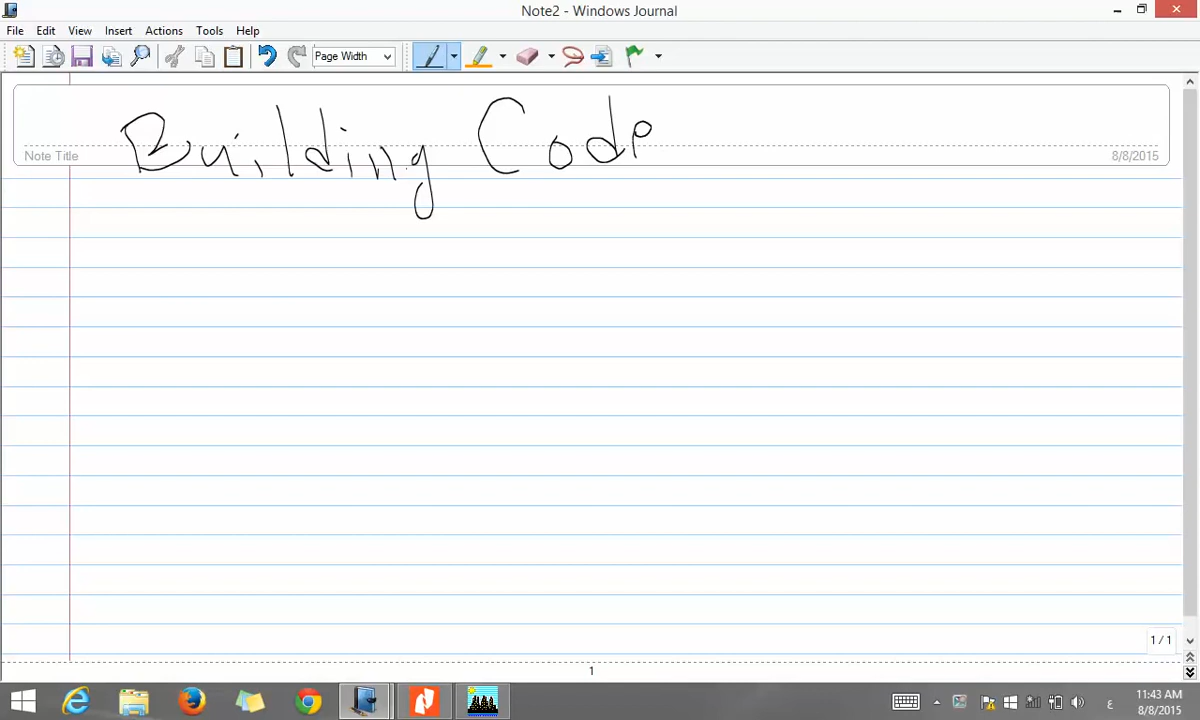 Note2 - Windows Journal
File Edit View Insert Actions Tools Help
Page Width
Building Code
Note Title
8/8/2015
1 / 1
1
ع
11:43 AM
8/8/2015